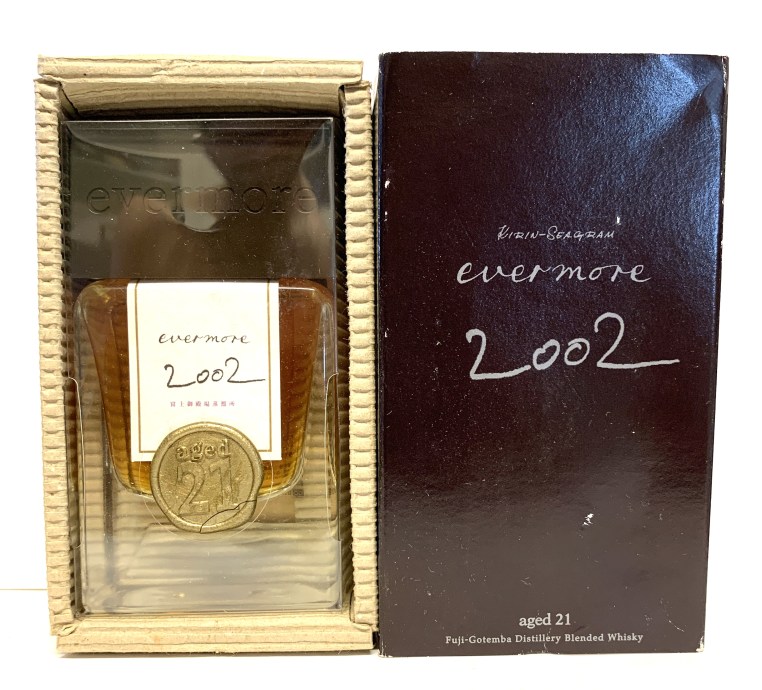 evermore
evermore
2002
富士御殿場蒸溜所
aged
21
KIRIN-SEAGRAM
evermore
2002
aged 21
Fuji-Gotemba Distillery Blended Whisky